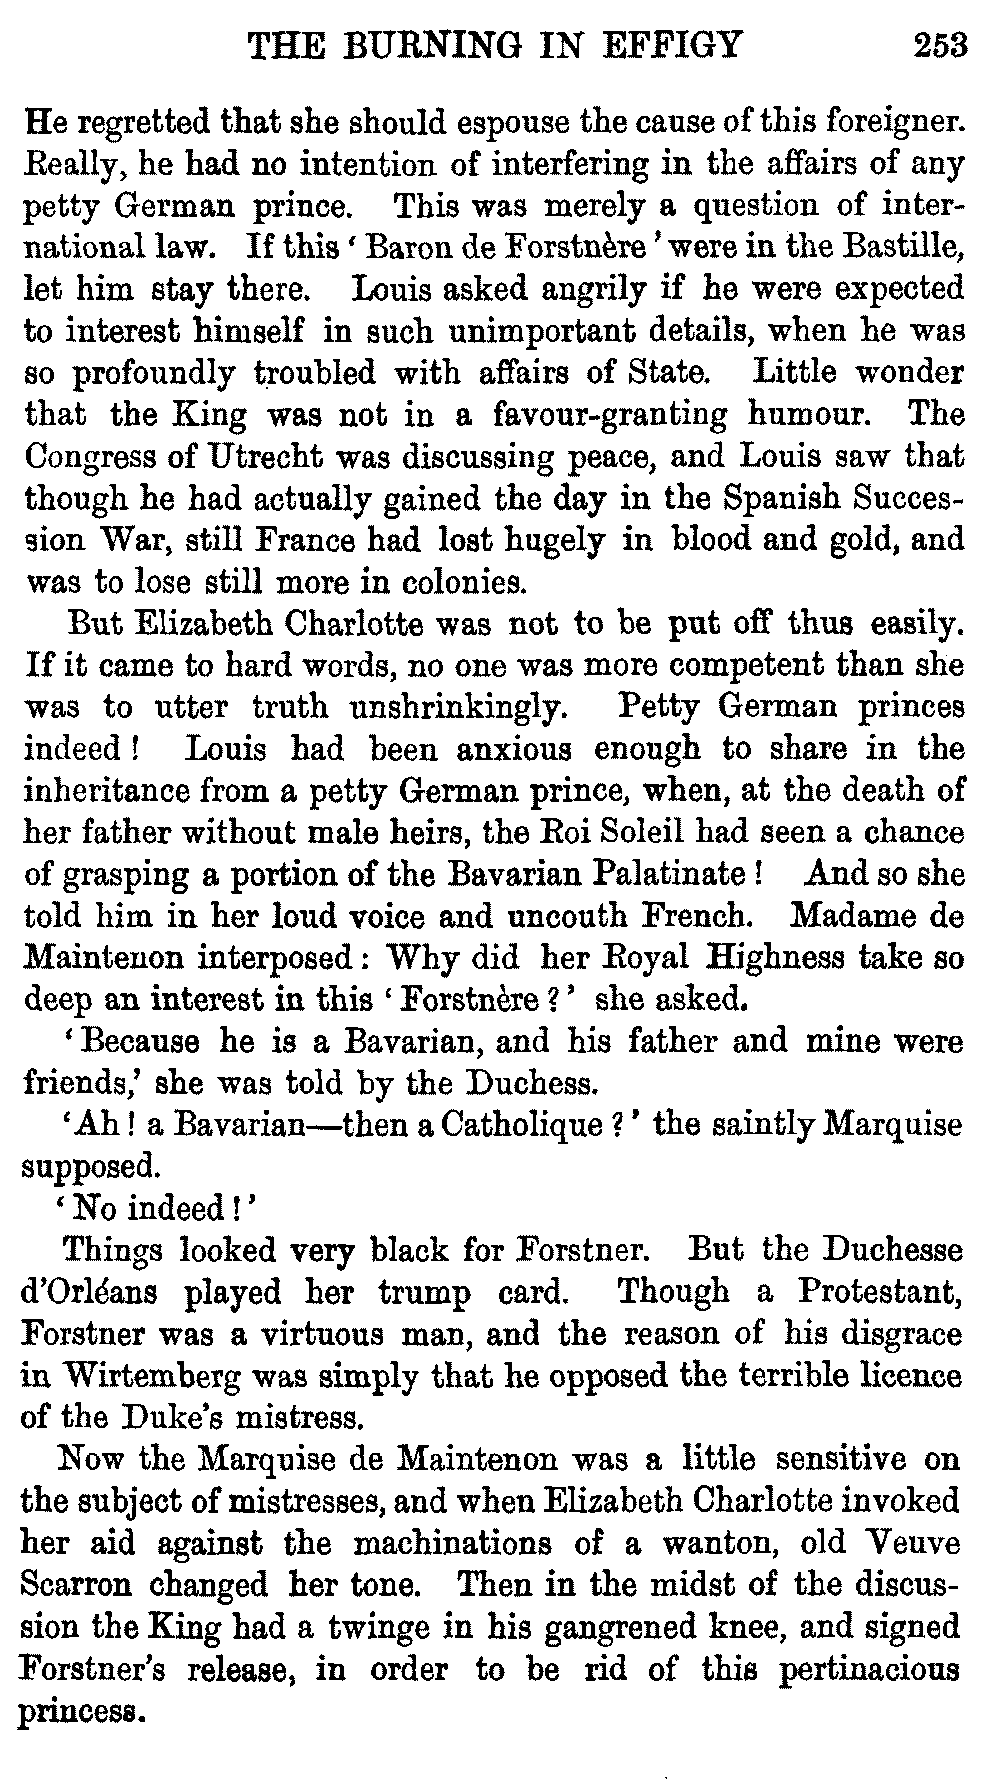 THE BURNING IN EFFIGY 253
He regretted that she should espouse the cause of this foreigner.
Really, he had no intention of interfering in the affairs of any
petty German prince. This was merely a question of inter-
national law. If this ‘ Baron de Forstnère ’ were in the Bastille,
let him stay there. Louis asked angrily if he were expected
to interest himself in such unimportant details, when he was
so profoundly troubled with affairs of State. Little wonder
that the King was not in a favour-granting humour. The
Congress of Utrecht was discussing peace, and Louis saw that
though he had actually gained the day in the Spanish Succes-
sion War, still France had lost hugely in blood and gold, and
was to lose still more in colonies.
But Elizabeth Charlotte was not to be put off thus easily.
If it came to hard words, no one was more competent than she
was to utter truth unshrinkingly. Petty German princes
indeed ! Louis had been anxious enough to share in the
inheritance from a petty German prince, when, at the death of
her father without male heirs, the Roi Soleil had seen a chance
of grasping a portion of the Bavarian Palatinate ! And so she
told him in her loud voice and uncouth French. Madame de
Maintenon interposed : Why did her Royal Highness take so
deep an interest in this ‘ Forstnère ? ’ she asked.
‘ Because he is a Bavarian, and his father and mine were
friends,’ she was told by the Duchess.
‘Ah ! a Bavarian—then a Catholique ? ’ the saintly Marquise
supposed.
‘ No indeed ! ’
Things looked very black for Forstner. But the Duchesse
d’Orléans played her trump card. Though a Protestant,
Forstner was a virtuous man, and the reason of his disgrace
in Wirtemberg was simply that he opposed the terrible licence
of the Duke’s mistress.
Now the Marquise de Maintenon was a little sensitive on
the subject of mistresses, and when Elizabeth Charlotte invoked
her aid against the machinations of a wanton, old Veuve
Scarron changed her tone. Then in the midst of the discus-
sion the King had a twinge in his gangrened knee, and signed
Forstner’s release, in order to be rid of this pertinacious
princess.